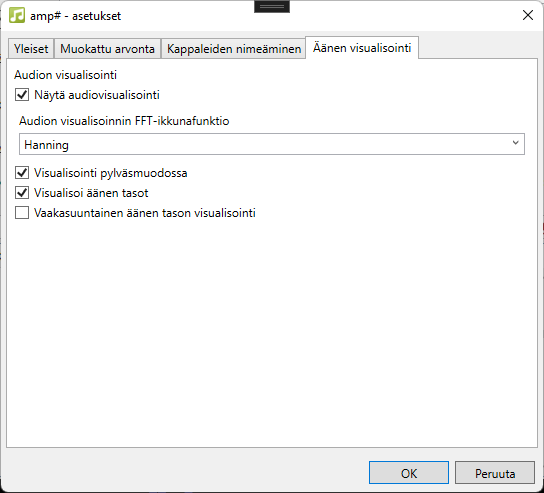 amp# - asetukset
Yleiset Muokattu arvonta Kappaleiden nimeäminen Äänen visualisointi
Audion visualisointi
Näytä audiovisualisointi
Audion visualisoinnin FFT-ikkunafunktio
Hanning
Visualisointi pylväsmuodossa
Visualisoi äänen tasot
Vaakasuuntainen äänen tason visualisointi
OK Peruuta